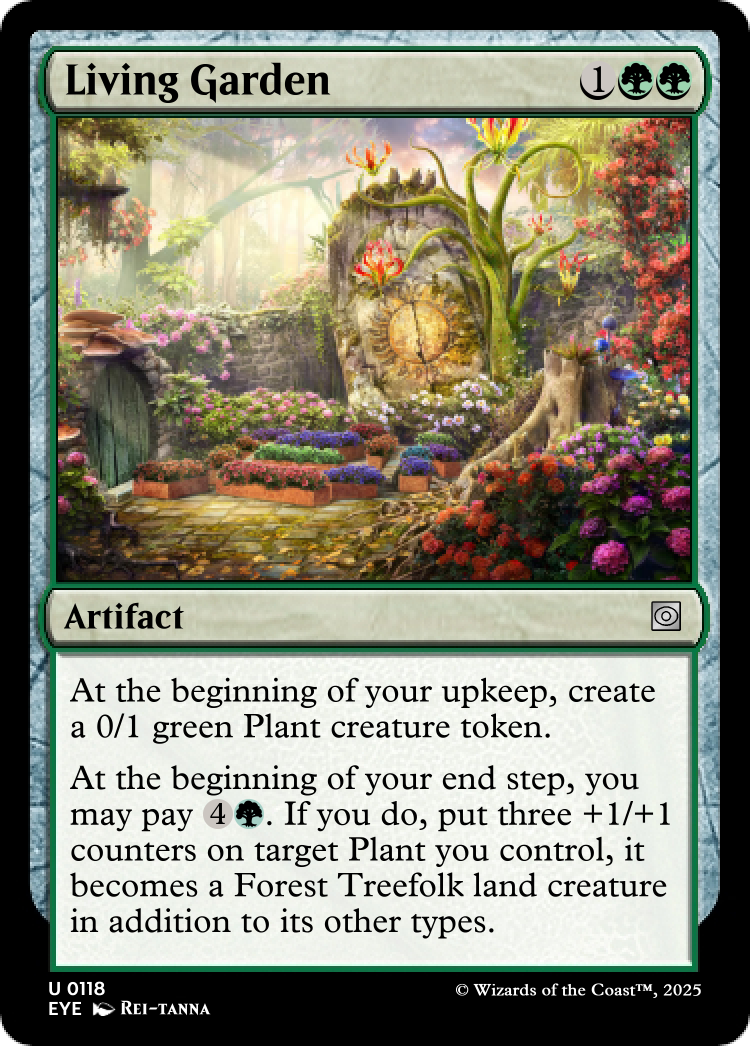 Living Garden 1
Artifact
At the beginning of your upkeep, create
a 0/1 green Plant creature token.
At the beginning of your end step, you
may pay 4. If you do, put three +1/+1
counters on target Plant you control, it
becomes a Forest Treefolk land creature
in addition to its other types.
U 0118
EYE Rei-tanna
© Wizards of the Coast™, 2025